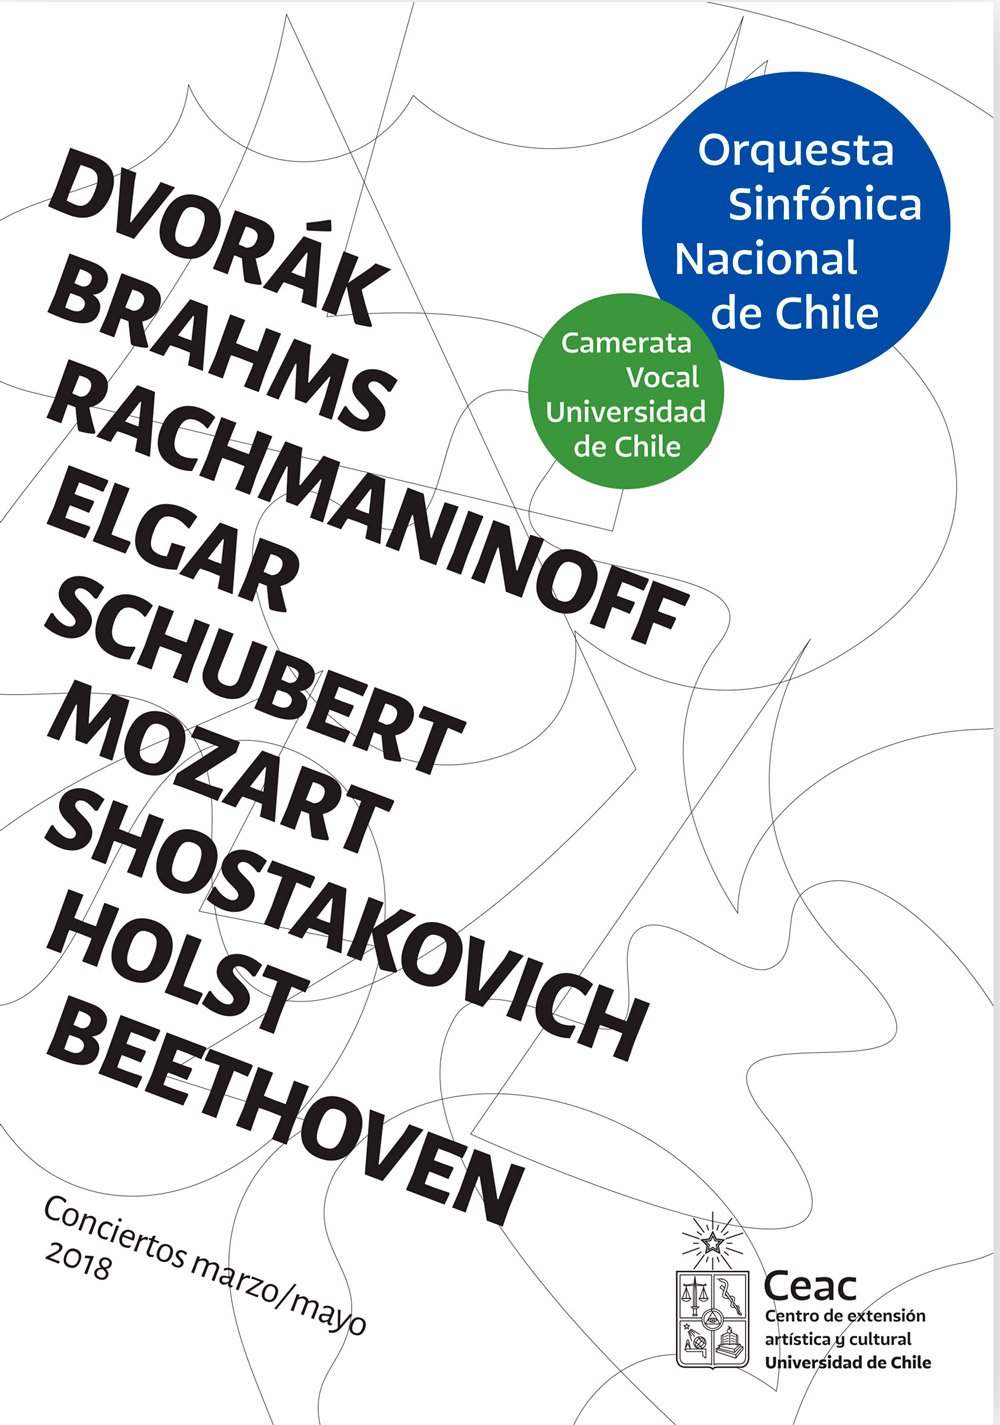 Orquesta
Sinfónica
Nacional
de Chile
Camerata
Vocal
Universidad
de Chile
DVORÁK
BRAHMS
RACHMANINOFF
ELGAR
SCHUBERT
MOZART
SHOSTAKOVICH
HOLST
BEETHOVEN
Conciertos marzo/mayo
2018
Ceac
Centro de extensión
artística y cultural
Universidad de Chile